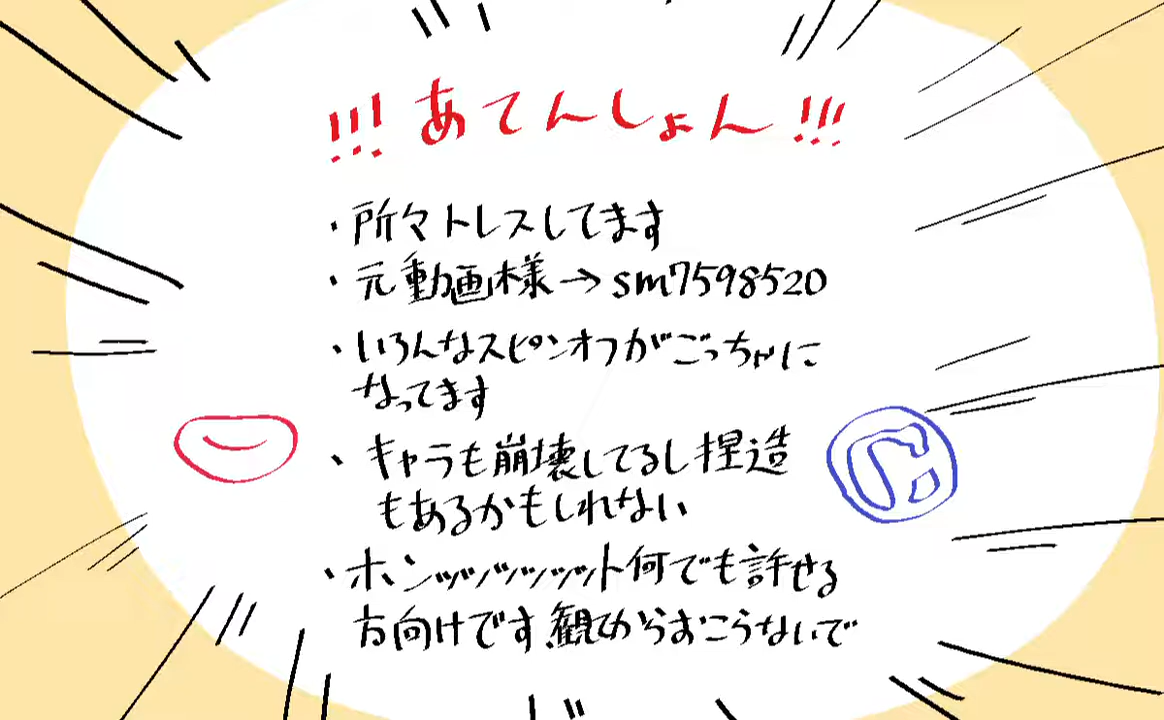 !!!あてんしょん!!!
・所々トレスしてます
・元動画様→sm7598520
・いろんなスピンオフがごっちゃに
なってます
・キャラも崩壊してるし捏造
もあるかもしれない
・ホンッッッッッッット何でも許せる
方向けです、観てからおこらないで